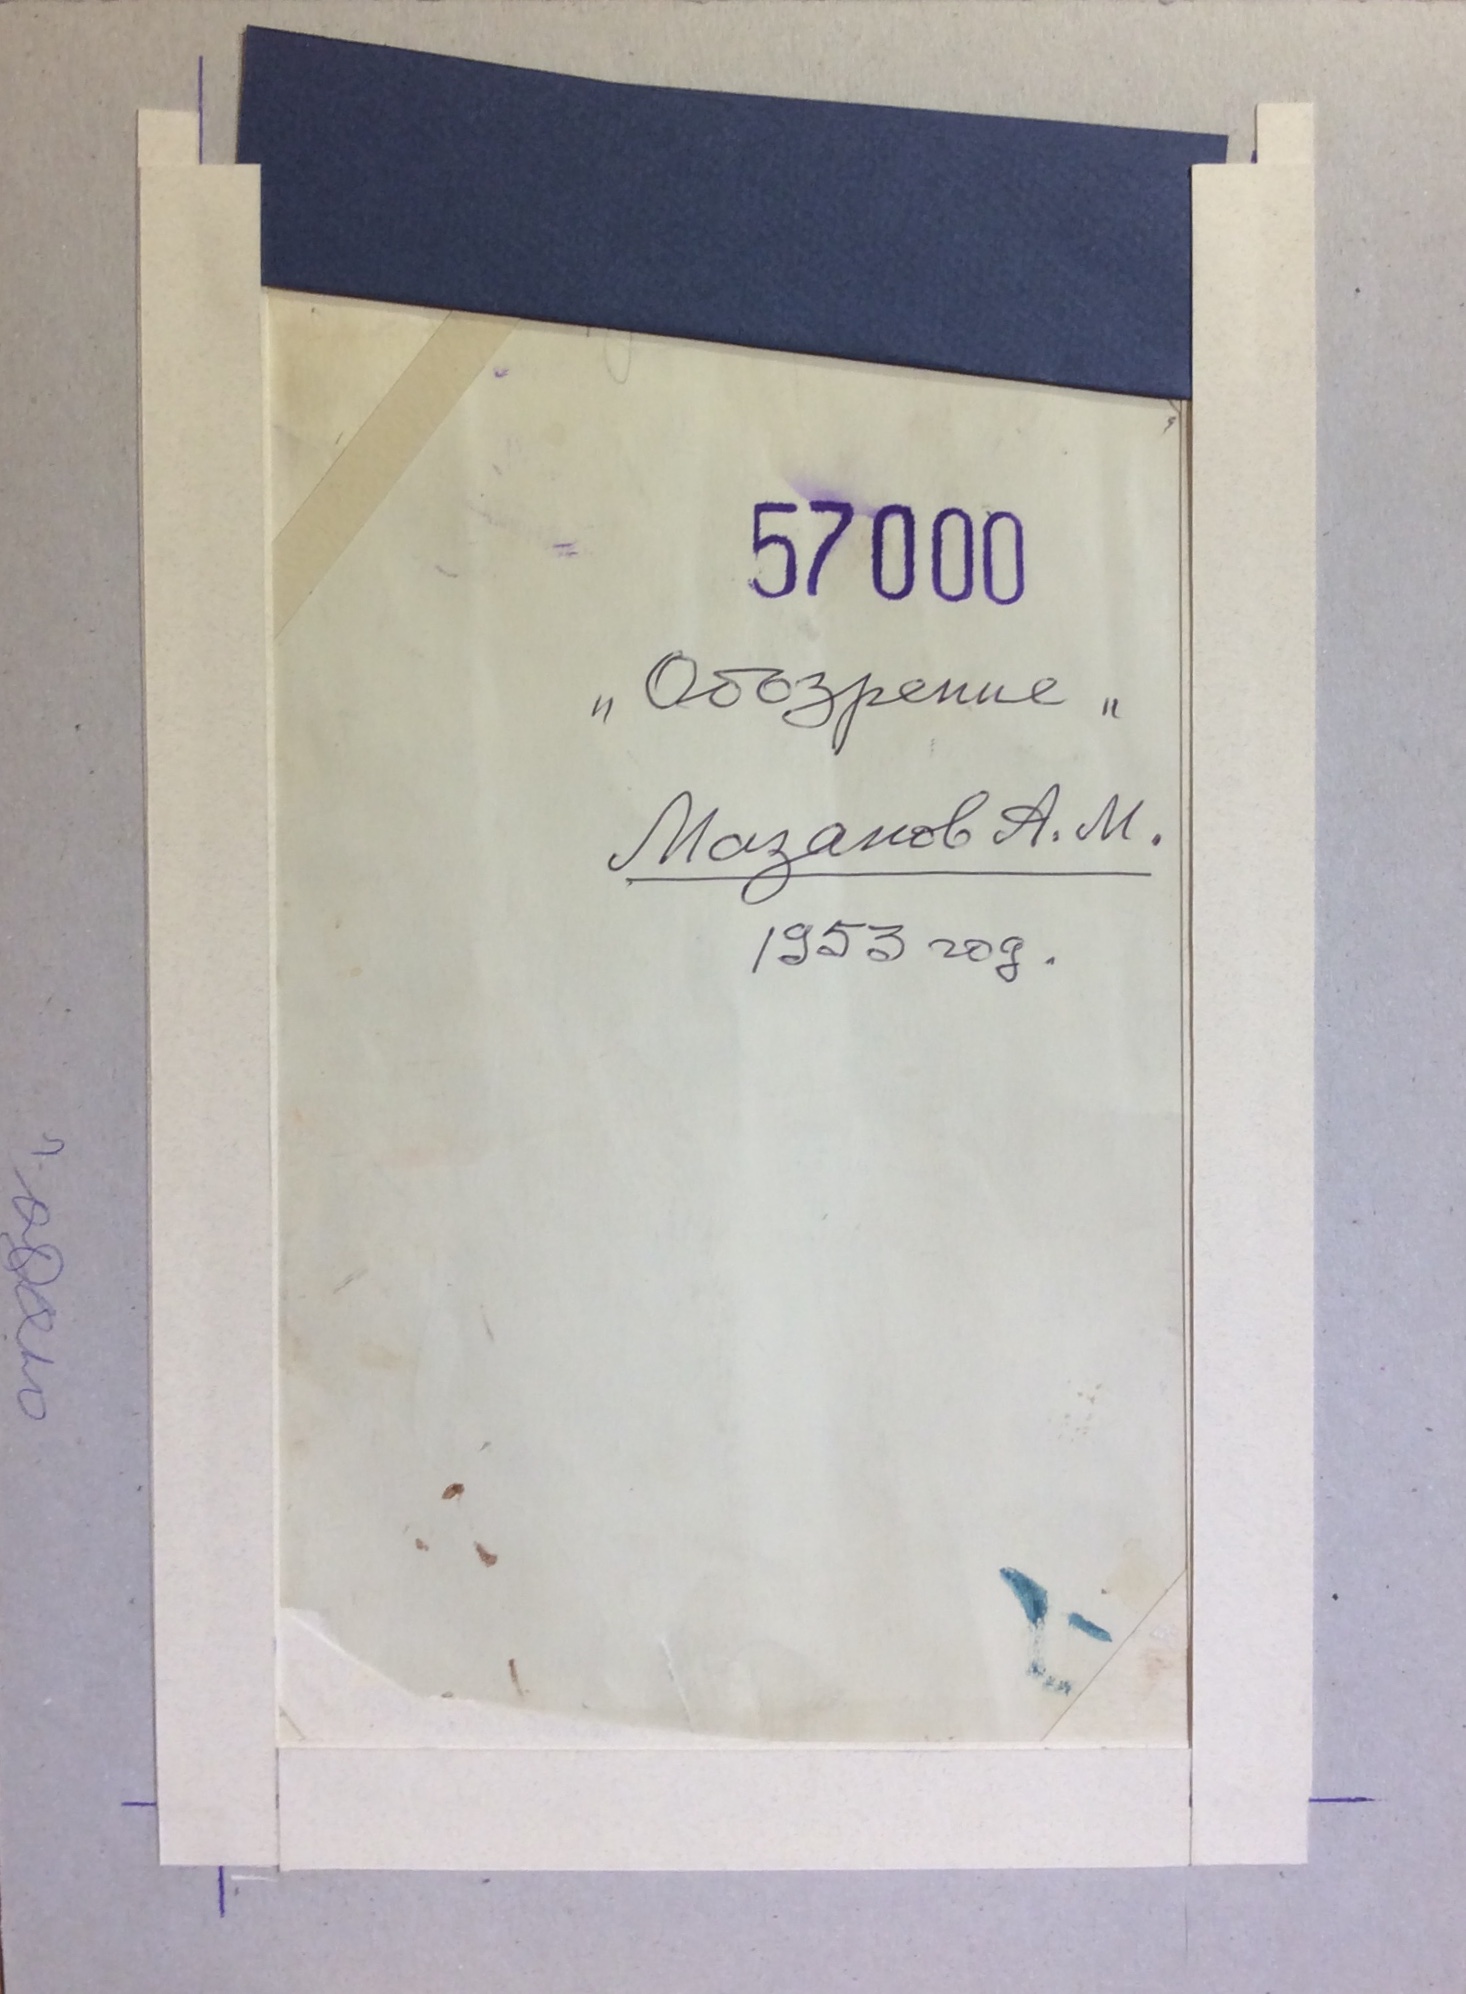 57000
„Обозрение„
Мазанов А.М.
1953 год.